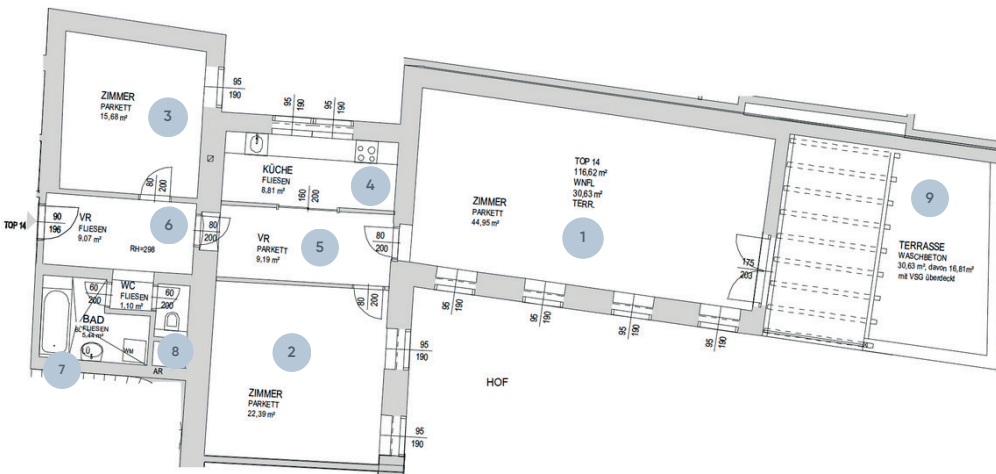 ZIMMER
PARKETT
15,68 m²
3
95
190
80
200
95
190
95
190
KÜCHE
FLIESEN
8,81 m²
4
160
200
TOP 14
90
196
VR
FLIESEN
9,07 m²
6
RH=298
80
200
VR
PARKETT
9,19 m²
5
80
200
TOP 14
116,62 m²
WNFL
30,63 m²
TERR.
ZIMMER
PARKETT
44,95 m²
1
175
203
9
TERRASSE
WASCHBETON
30,63 m², davon 16,81m²
mit VSG überdeckt
95
190
95
190
95
190
95
190
60
200
WC
FLIESEN
1,10 m²
60
200
BAD
FLIESEN
5,44 m²
WM
7
8
AR
80
200
2
ZIMMER
PARKETT
22,39 m²
95
190
95
190
HOF